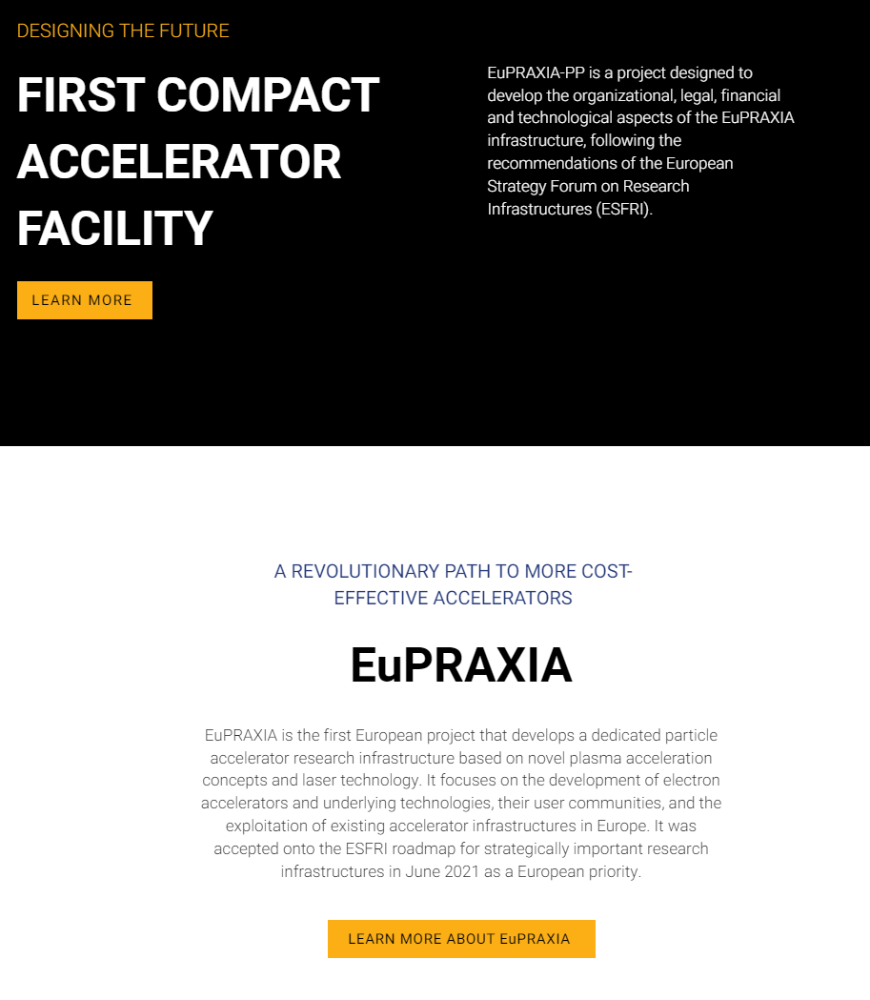 DESIGNING THE FUTURE
FIRST COMPACT
ACCELERATOR
FACILITY
LEARN MORE
EuPRAXIA-PP is a project designed to
develop the organizational, legal, financial
and technological aspects of the EuPRAXIA
infrastructure, following the
recommendations of the European
Strategy Forum on Research
Infrastructures (ESFRI).
A REVOLUTIONARY PATH TO MORE COST-
EFFECTIVE ACCELERATORS
EuPRAXIA
EuPRAXIA is the first European project that develops a dedicated particle
accelerator research infrastructure based on novel plasma acceleration
concepts and laser technology. It focuses on the development of electron
accelerators and underlying technologies, their user communities, and the
exploitation of existing accelerator infrastructures in Europe. It was
accepted onto the ESFRI roadmap for strategically important research
infrastructures in June 2021 as a European priority.
LEARN MORE ABOUT EuPRAXIA